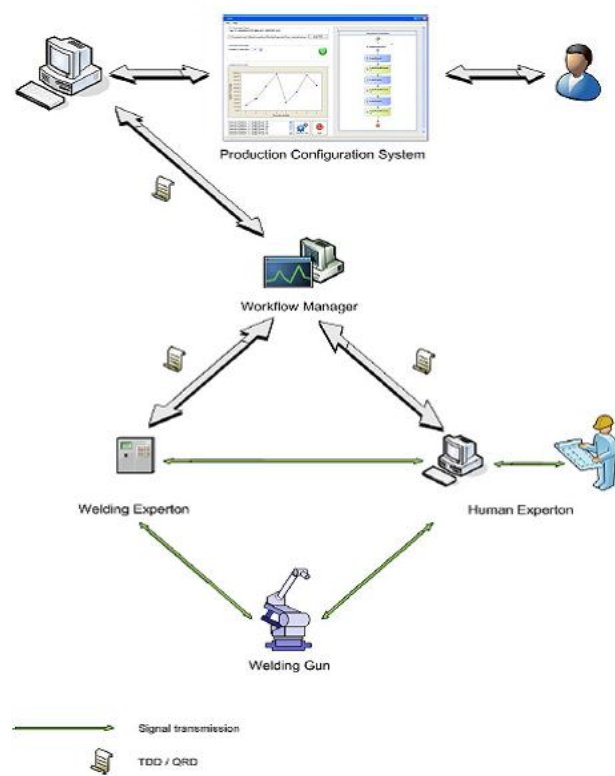 Production Configuration System
Workflow Manager
Welding Experton
Human Experton
Welding Gun
Signal transmission
TDD / QRD